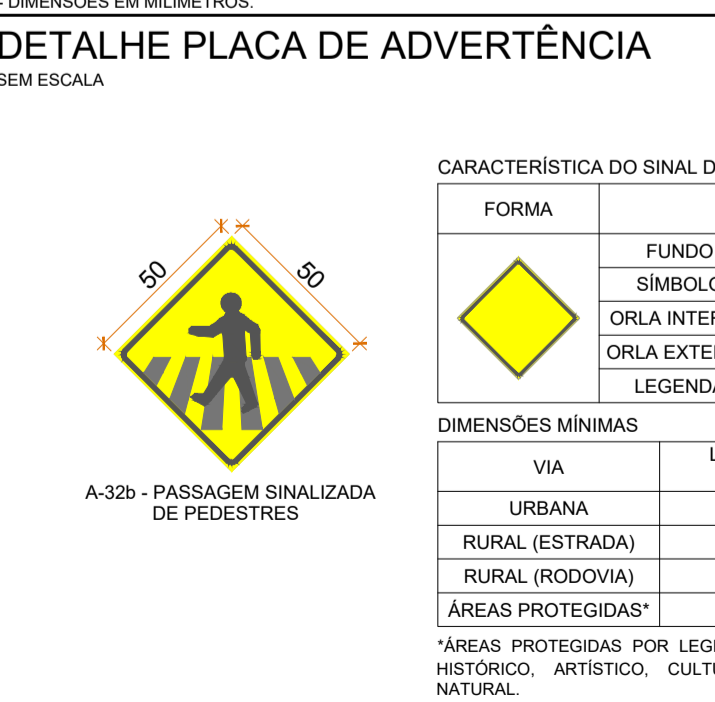 - DIMENSÕES EM MILÍMETROS.
DETALHE PLACA DE ADVERTÊNCIA
SEM ESCALA
50
50
A-32b - PASSAGEM SINALIZADA
DE PEDESTRES
CARACTERÍSTICA DO SINAL D
FORMA
FUNDO
SÍMBOLO
ORLA INTER
ORLA EXTER
LEGENDA
DIMENSÕES MÍNIMAS
VIA
L
URBANA
RURAL (ESTRADA)
RURAL (RODOVIA)
ÁREAS PROTEGIDAS*
*ÁREAS PROTEGIDAS POR LEGI
HISTÓRICO, ARTÍSTICO, CULTU
NATURAL.